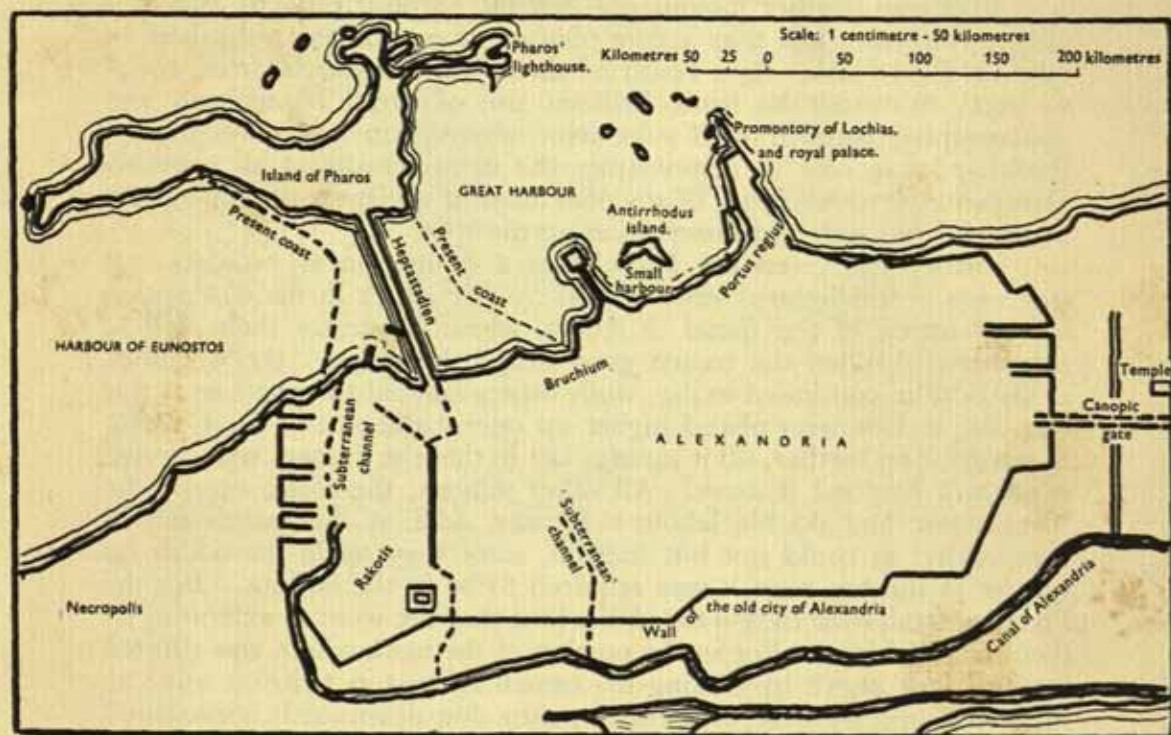 Pharos'
lighthouse.
Scale: 1 centimetre - 50 kilometres
Kilometres 50 25 0 100 200 kilometres
Promontory of Lochias,
and royal palace.
Island of Pharos
GREAT HARBOUR
Present coast
Heptastadion
Present
coast
Antirrhodus
island.
Small
harbour
Portus regius
HARBOUR OF EUNOSTOS
Bruchium
Temple
Canopic
gate
ALEXANDRIA
Subterranean
channel
Subterranean
channel
Rakotis
Necropolis
Wall of the old city of Alexandria
Canal of Alexandria